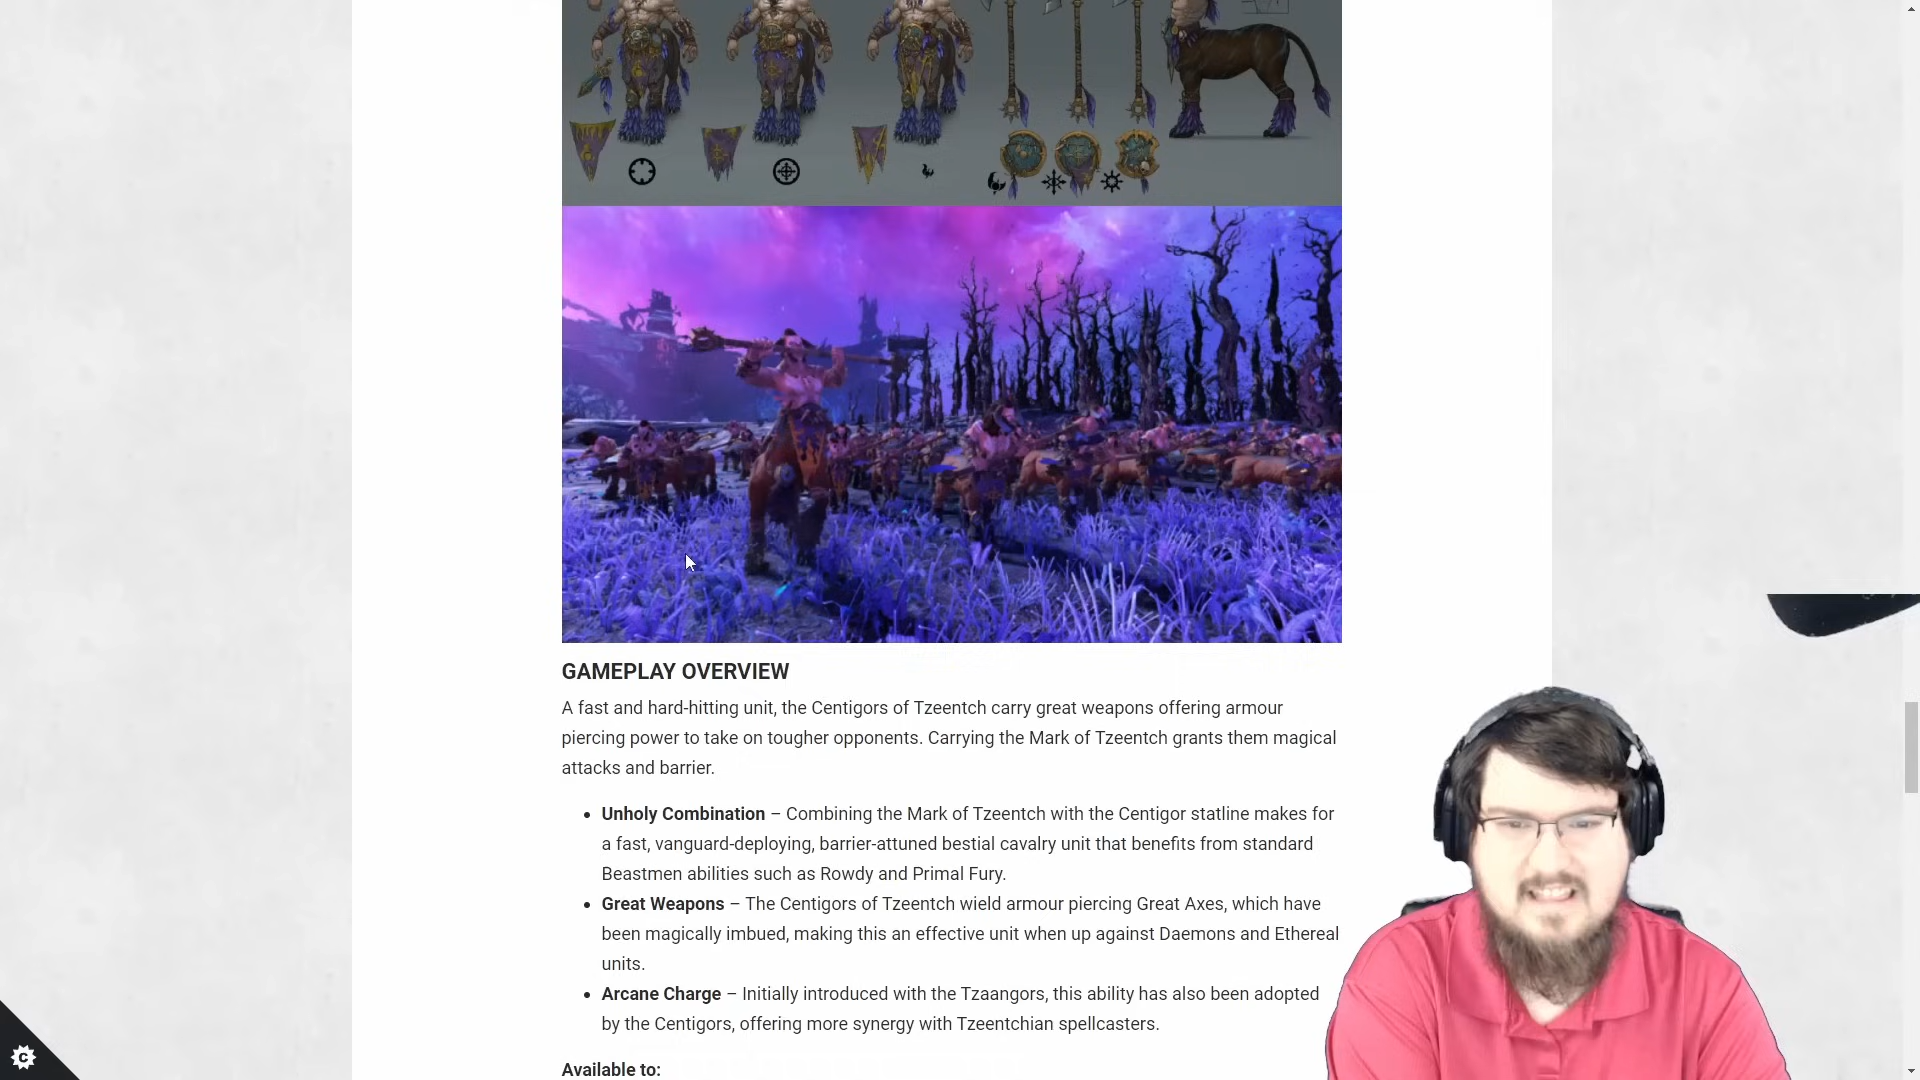 GAMEPLAY OVERVIEW
A fast and hard-hitting unit, the Centigors of Tzeentch carry great weapons offering armour
piercing power to take on tougher opponents. Carrying the Mark of Tzeentch grants them magical
attacks and barrier.
Unholy Combination – Combining the Mark of Tzeentch with the Centigor statline makes for
a fast, vanguard-deploying, barrier-attuned bestial cavalry unit that benefits from standard
Beastmen abilities such as Rowdy and Primal Fury.
Great Weapons – The Centigors of Tzeentch wield armour piercing Great Axes, which have
been magically imbued, making this an effective unit when up against Daemons and Ethereal
units.
Arcane Charge – Initially introduced with the Tzaangors, this ability has also been adopted
by the Centigors, offering more synergy with Tzeentchian spellcasters.
Available to: